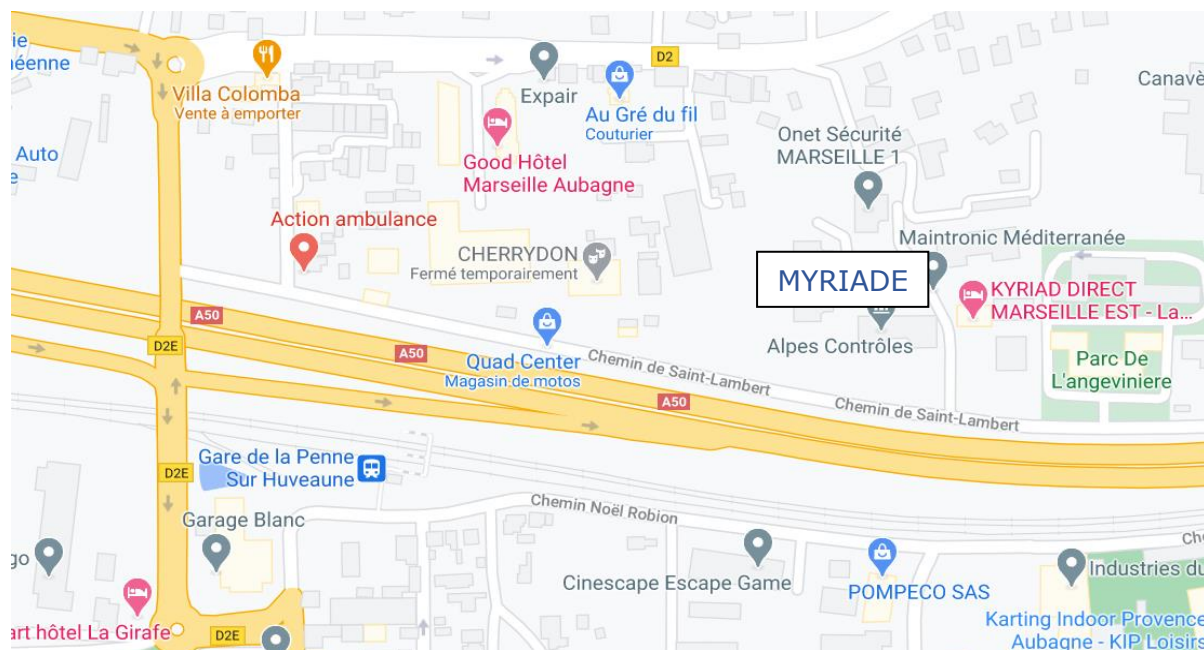 ie
néenne
Villa Colomba
Vente à emporter
Expair
D2
Au Gré du fil
Couturier
Canavè
Auto
e
Good Hôtel
Marseille Aubagne
Onet Sécurité
MARSEILLE 1
Action ambulance
CHERRYDON
Fermé temporairement
Maintronic Méditerranée
MYRIADE
KYRIAD DIRECT
MARSEILLE EST - La...
A50
D2E
A50
Quad Center
Magasin de motos
Chemin de Saint-Lambert
Alpes Contrôles
Parc De
L'angeviniere
A50
Chemin de Saint-Lambert
Gare de la Penne
Sur Huveaune
D2E
Chemin Noël Robion
Garage Blanc
Che
go
Cinescape Escape Game
POMPECO SAS
Industries du
art hôtel La Girafe
D2E
Karting Indoor Provence
Aubagne - KIP Loisirs